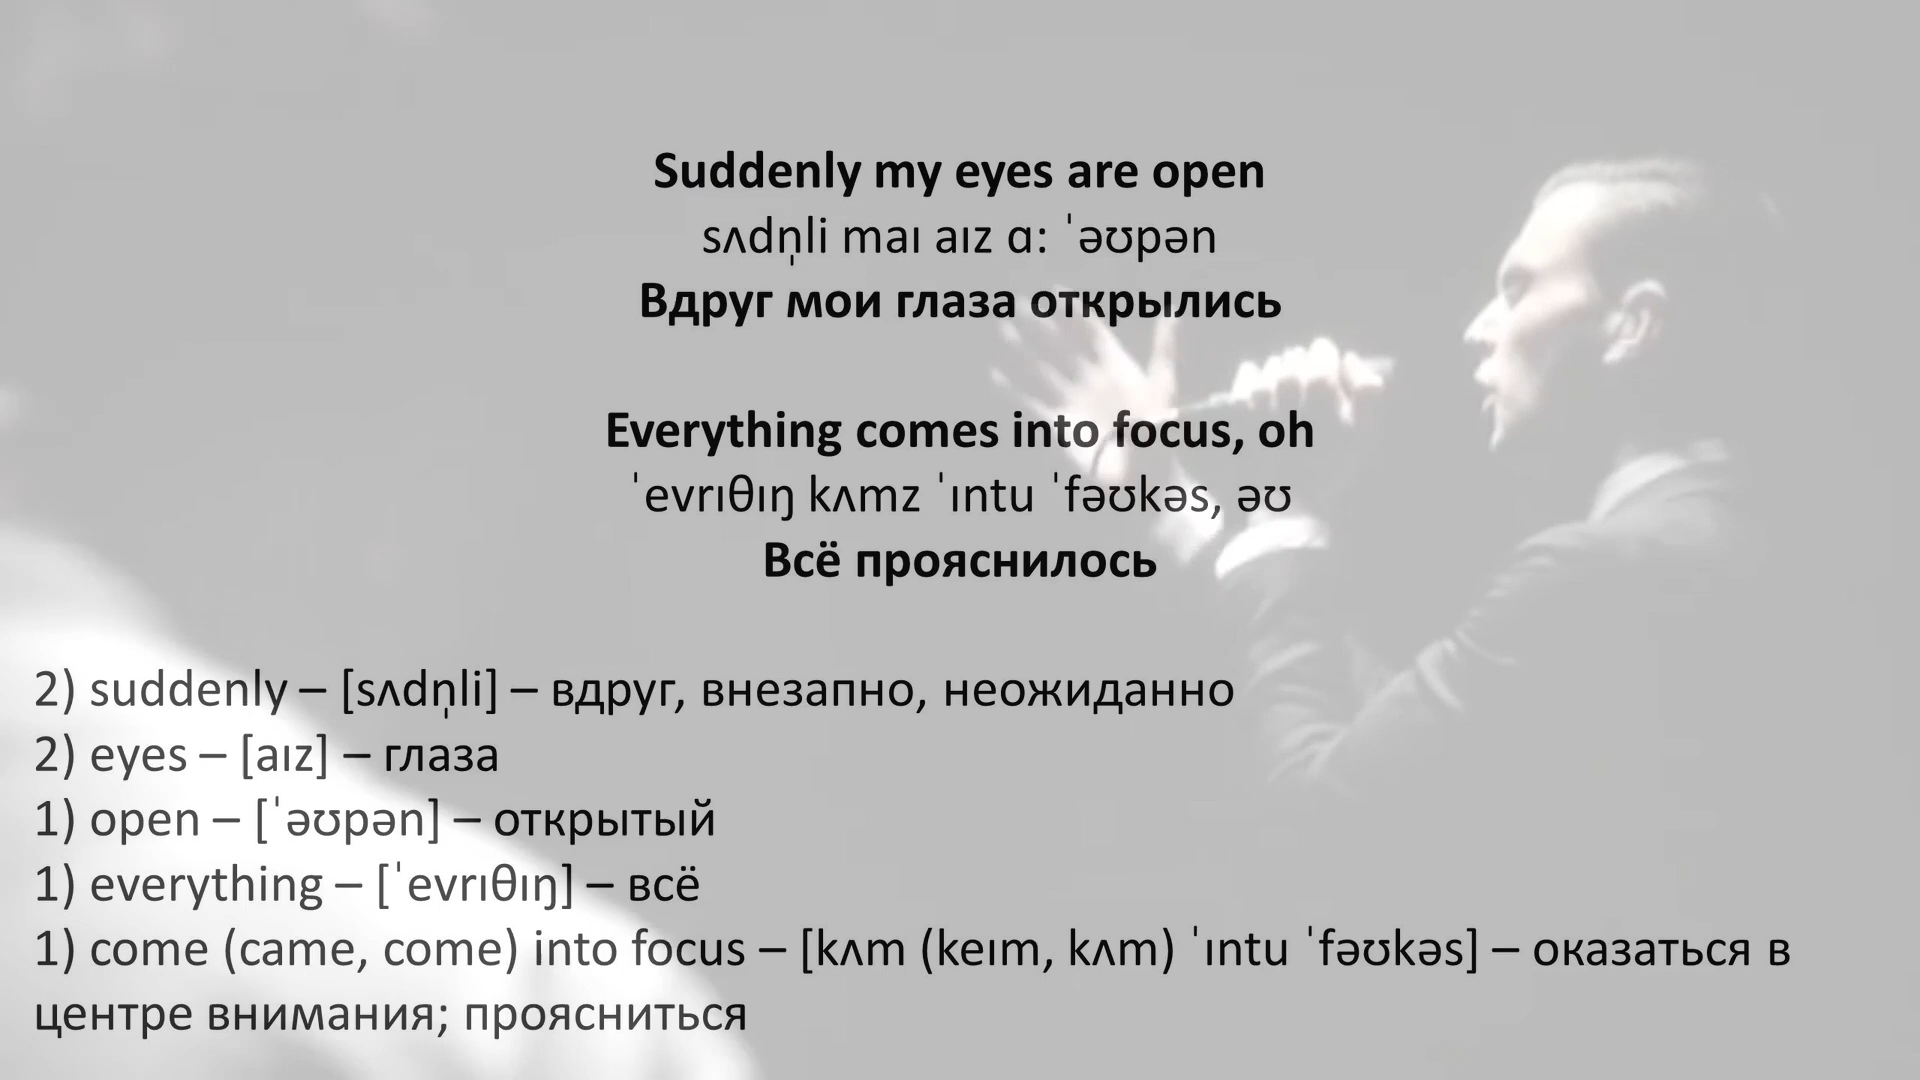 Suddenly my eyes are open
sʌdn̩li maɪ aɪz ɑ: ˈəʊpən
Вдруг мои глаза открылись
Everything comes into focus, oh
ˈevrɪθɪŋ kʌmz ˈɪntu ˈfəʊkəs, əʊ
Всё прояснилось
2) suddenly – [sʌdn̩li] – вдруг, внезапно, неожиданно
2) eyes – [aɪz] – глаза
1) open – [ˈəʊpən] – открытый
1) everything – [ˈevrɪθɪŋ] – всё
1) come (came, come) into focus – [kʌm (keɪm, kʌm) ˈɪntu ˈfəʊkəs] – оказаться в
центре внимания; проясниться